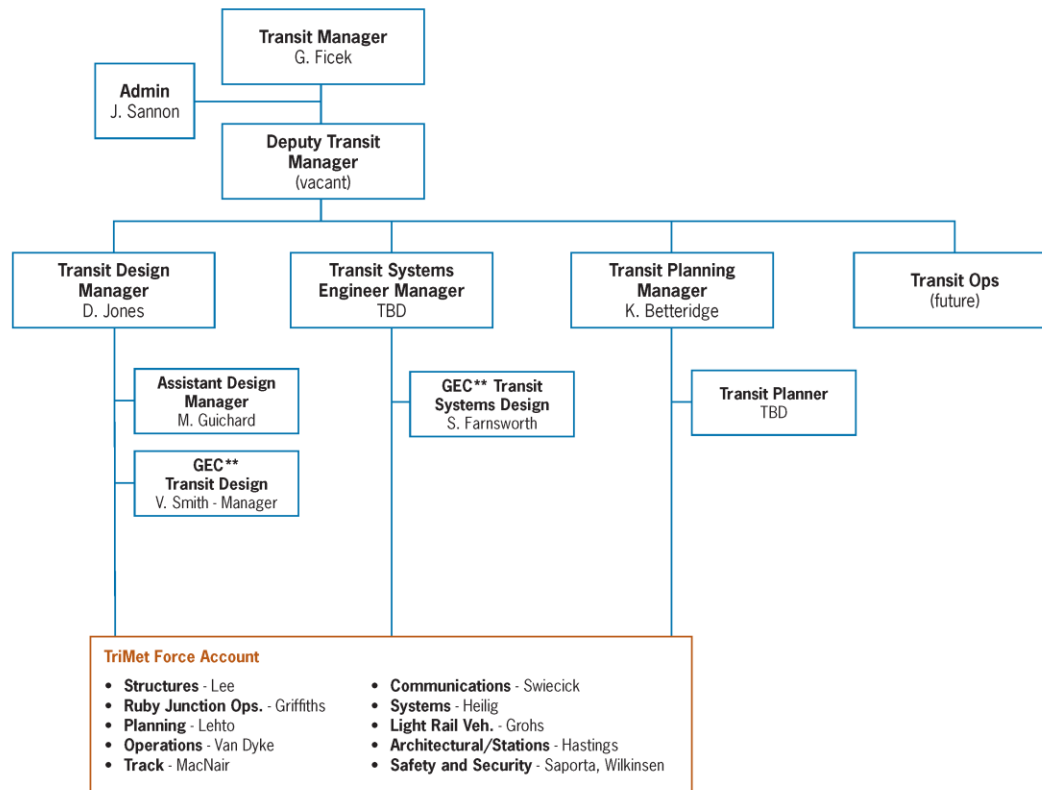 Transit Manager
G. Ficek
Admin
J. Sannon
Deputy Transit
Manager
(vacant)
Transit Design
Manager
D. Jones
Transit Systems
Engineer Manager
TBD
Transit Planning
Manager
K. Betteridge
Transit Ops
(future)
Assistant Design
Manager
M. Guichard
GEC** Transit
Systems Design
S. Farnsworth
Transit Planner
TBD
GEC**
Transit Design
V. Smith - Manager
TriMet Force Account
• Structures - Lee
• Ruby Junction Ops. - Griffiths
• Planning - Lehto
• Operations - Van Dyke
• Track - MacNair
• Communications - Swiecick
• Systems - Heilig
• Light Rail Veh. - Grohs
• Architectural/Stations - Hastings
• Safety and Security - Saporta, Wilkinsen